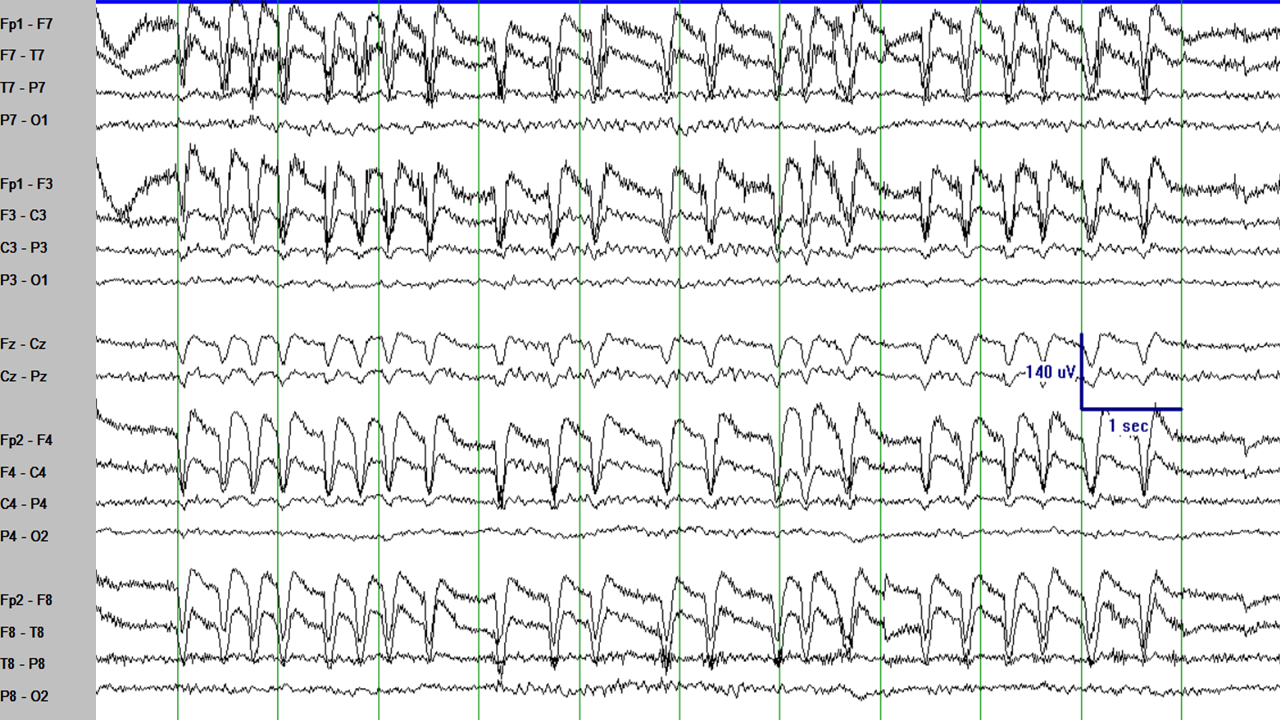 Fp1 - F7
F7 - T7
T7 - P7
P7 - O1
Fp1 - F3
F3 - C3
C3 - P3
P3 - O1
Fz - Cz
Cz - Pz
140 uV
1 sec
Fp2 - F4
F4 - C4
C4 - P4
P4 - O2
Fp2 - F8
F8 - T8
T8 - P8
P8 - O2